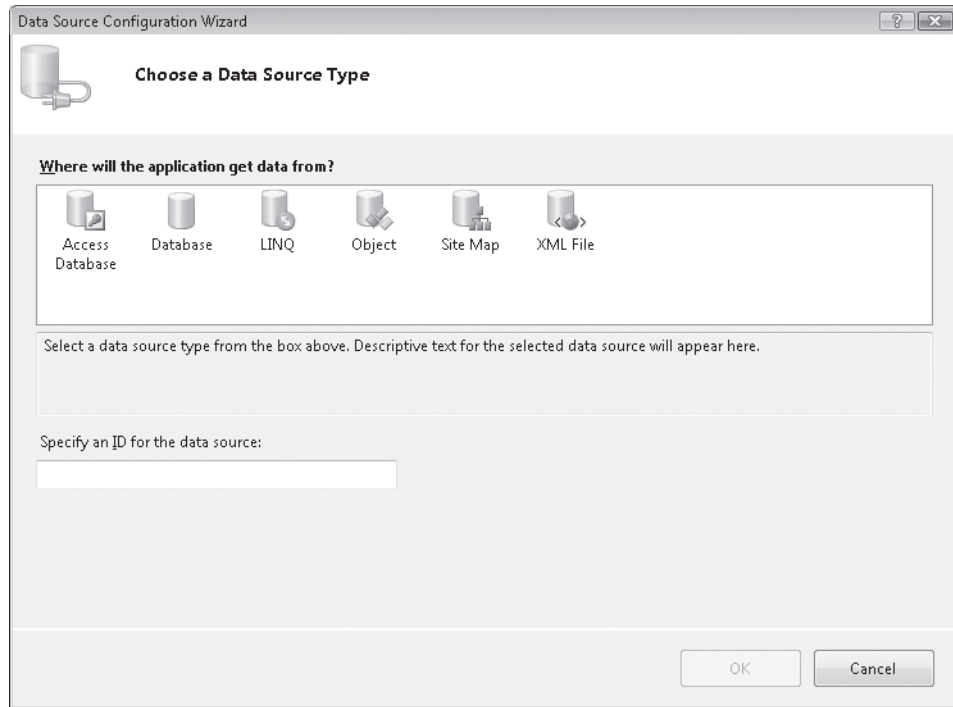 Data Source Configuration Wizard
?
Choose a Data Source Type
Where will the application get data from?
Access Database
Database
LINQ
Object
Site Map
XML File
Select a data source type from the box above. Descriptive text for the selected data source will appear here.
Specify an ID for the data source:
OK
Cancel